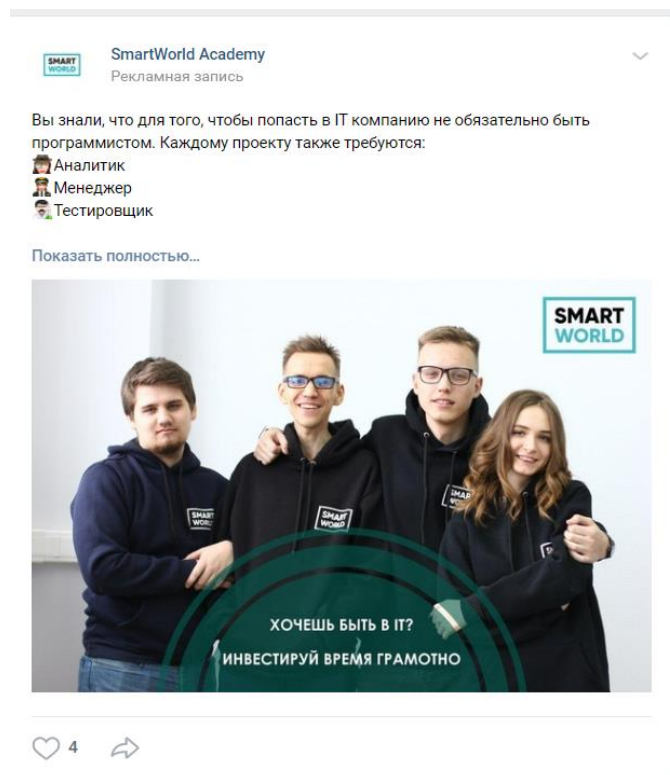 SMART
WORLD
SmartWorld Academy
Рекламная запись
Вы знали, что для того, чтобы попасть в IT компанию не обязательно быть
программистом. Каждому проекту также требуются:
Аналитик
Менеджер
Тестировщик
Показать полностью...
SMART
WORLD
SMART
WORLD
SMART
WORLD
ХОЧЕШЬ БЫТЬ В IT?
ИНВЕСТИРУЙ ВРЕМЯ ГРАМОТНО
4